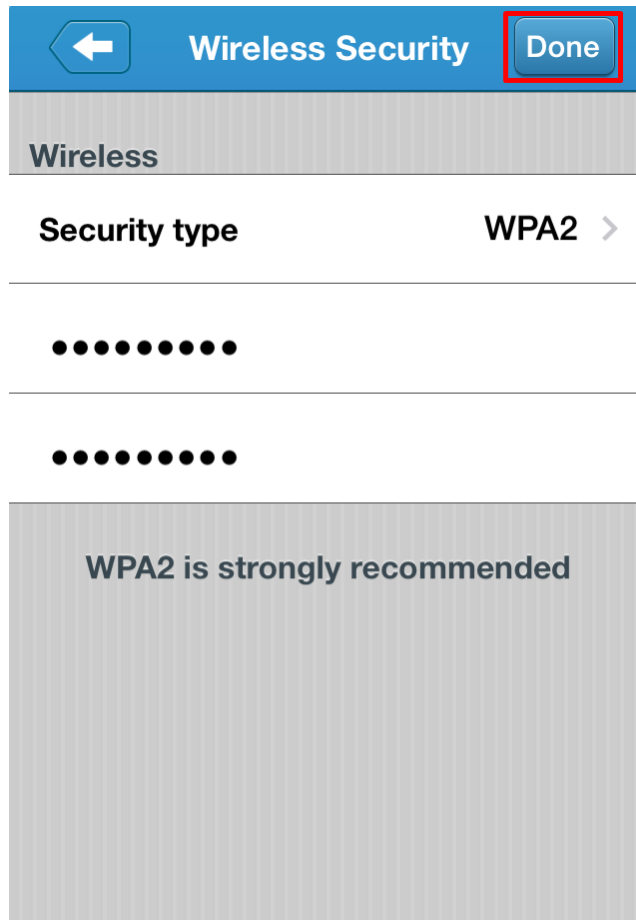 Wireless Security Done
Wireless
Security type WPA2
•••••••••
•••••••••
WPA2 is strongly recommended